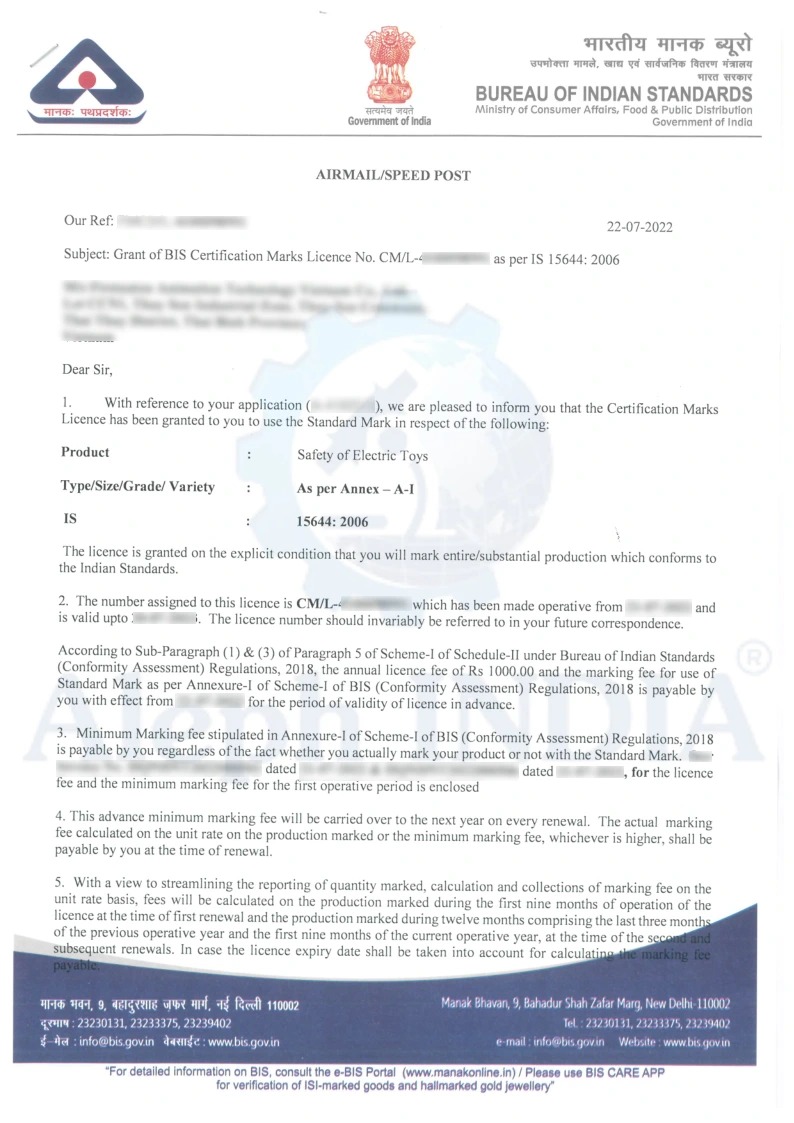 भारतीय मानक ब्यूरो
उपभोक्ता मामले, खाद्य एवं सार्वजनिक वितरण मंत्रालय
भारत सरकार
BUREAU OF INDIAN STANDARDS
Ministry of Consumer Affairs, Food & Public Distribution
Government of India
मानकः पथप्रदर्शकः
सत्यमेव जयते
Government of India
AIRMAIL/SPEED POST
Our Ref:
22-07-2022
Subject: Grant of BIS Certification Marks Licence No. CM/L- as per IS 15644: 2006
Dear Sir,
1. With reference to your application ( ), we are pleased to inform you that the Certification Marks
Licence has been granted to you to use the Standard Mark in respect of the following:
Product : Safety of Electric Toys
Type/Size/Grade/ Variety : As per Annex – A-I
IS : 15644: 2006
The licence is granted on the explicit condition that you will mark entire/substantial production which conforms to
the Indian Standards.
2. The number assigned to this licence is CM/L- which has been made operative from and
is valid upto . The licence number should invariably be referred to in your future correspondence.
According to Sub-Paragraph (1) & (3) of Paragraph 5 of Scheme-I of Schedule-II under Bureau of Indian Standards
(Conformity Assessment) Regulations, 2018, the annual licence fee of Rs 1000.00 and the marking fee for use of
Standard Mark as per Annexure-I of Scheme-I of BIS (Conformity Assessment) Regulations, 2018 is payable by
you with effect from for the period of validity of licence in advance.
Aleph INDIA ®
3. Minimum Marking fee stipulated in Annexure-I of Scheme-I of BIS (Conformity Assessment) Regulations, 2018
is payable by you regardless of the fact whether you actually mark your product or not with the Standard Mark.
dated dated , for the licence
fee and the minimum marking fee for the first operative period is enclosed
4. This advance minimum marking fee will be carried over to the next year on every renewal. The actual marking
fee calculated on the unit rate on the production marked or the minimum marking fee, whichever is higher, shall be
payable by you at the time of renewal.
5. With a view to streamlining the reporting of quantity marked, calculation and collections of marking fee on the
unit rate basis, fees will be calculated on the production marked during the first nine months of operation of the
licence at the time of first renewal and the production marked during twelve months comprising the last three months
of the previous operative year and the first nine months of the current operative year, at the time of the second and
subsequent renewals. In case the licence expiry date shall be taken into account for calculating the marking fee
payable.
मानक भवन, 9, बहादुरशाह जफर मार्ग, नई दिल्ली 110002
दूरभाष : 23230131, 23233375, 23239402
ई–मेल : info@bis.gov.in वेबसाईट : www.bis.gov.in
Manak Bhavan, 9, Bahadur Shah Zafar Marg, New Delhi-110002
Tel. : 23230131, 23233375, 23239402
e-mail : info@bis.gov.in Website : www.bis.gov.in
"For detailed information on BIS, consult the e-BIS Portal (www.manakonline.in) / Please use BIS CARE APP
for verification of ISI-marked goods and hallmarked gold jewellery"